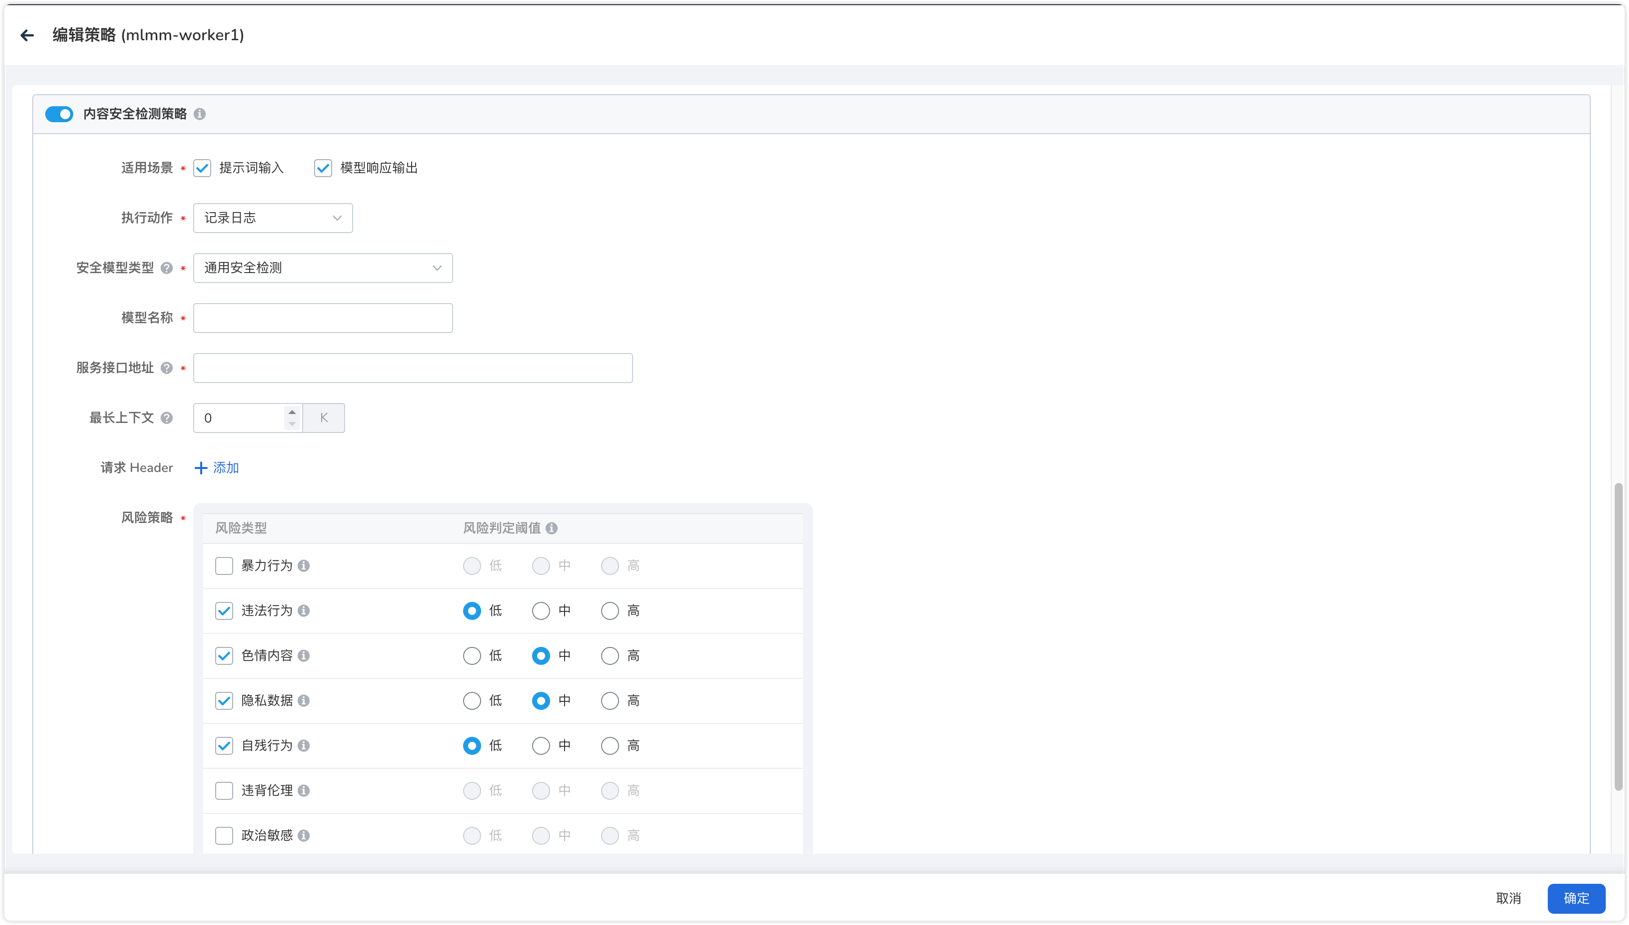 编辑策略 (mlmm-worker1)
内容安全检测策略
适用场景 * 提示词输入 模型响应输出
执行动作 * 记录日志
安全模型类型 * 通用安全检测
模型名称 *
服务接口地址 *
最长上下文 0 K
请求 Header + 添加
风险策略 *
风险类型 风险判定阈值
暴力行为 低 中 高
违法行为 低 中 高
色情内容 低 中 高
隐私数据 低 中 高
自残行为 低 中 高
违背伦理 低 中 高
政治敏感 低 中 高
取消 确定